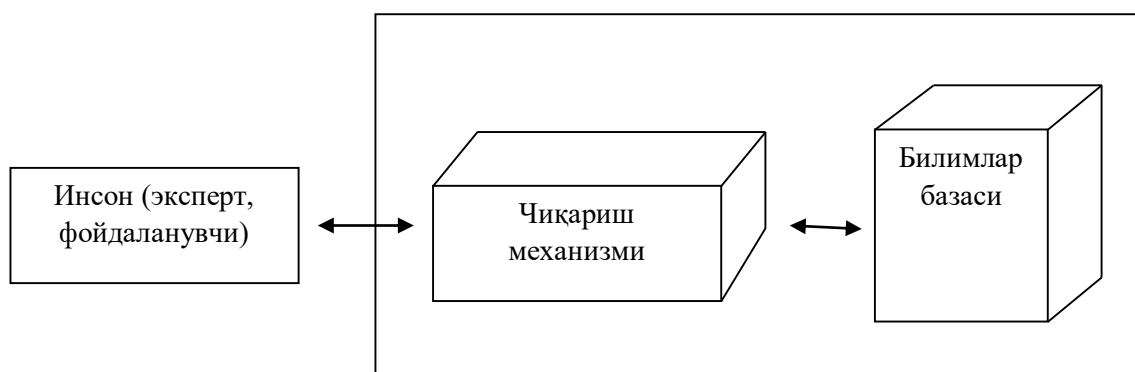 Инсон (эксперт,
фойдаланувчи)
Чиқариш
механизми
Билимлар
базаси